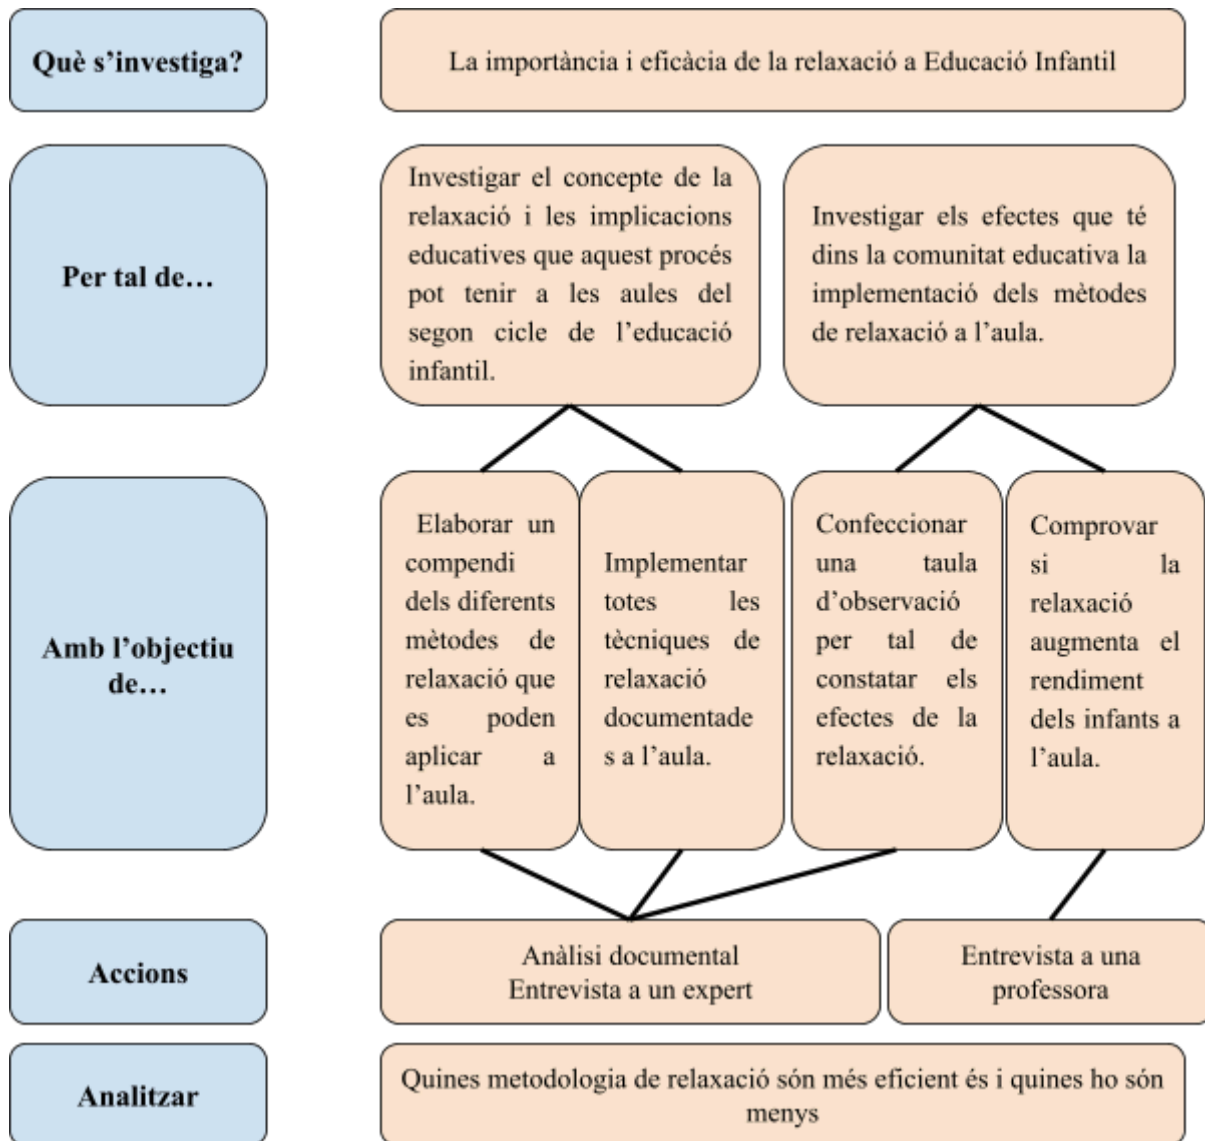 Què s’investiga?
La importància i eficàcia de la relaxació a Educació Infantil
Per tal de…
Investigar el concepte de la
relaxació i les implicacions
educatives que aquest procés
pot tenir a les aules del
segon cicle de l’educació
infantil.
Investigar els efectes que té
dins la comunitat educativa la
implementació dels mètodes
de relaxació a l’aula.
Amb l’objectiu
de…
Elaborar un
compendi
dels diferents
mètodes de
relaxació que
es poden
aplicar a
l’aula.
Implementar
totes les
tècniques de
relaxació
documentade
s a l’aula.
Confeccionar
una taula
d’observació
per tal de
constatar els
efectes de la
relaxació.
Comprovar
si la
relaxació
augmenta el
rendiment
dels infants a
l’aula.
Accions
Anàlisi documental
Entrevista a un expert
Entrevista a una
professora
Analitzar
Quines metodologia de relaxació són més eficient és i quines ho són
menys